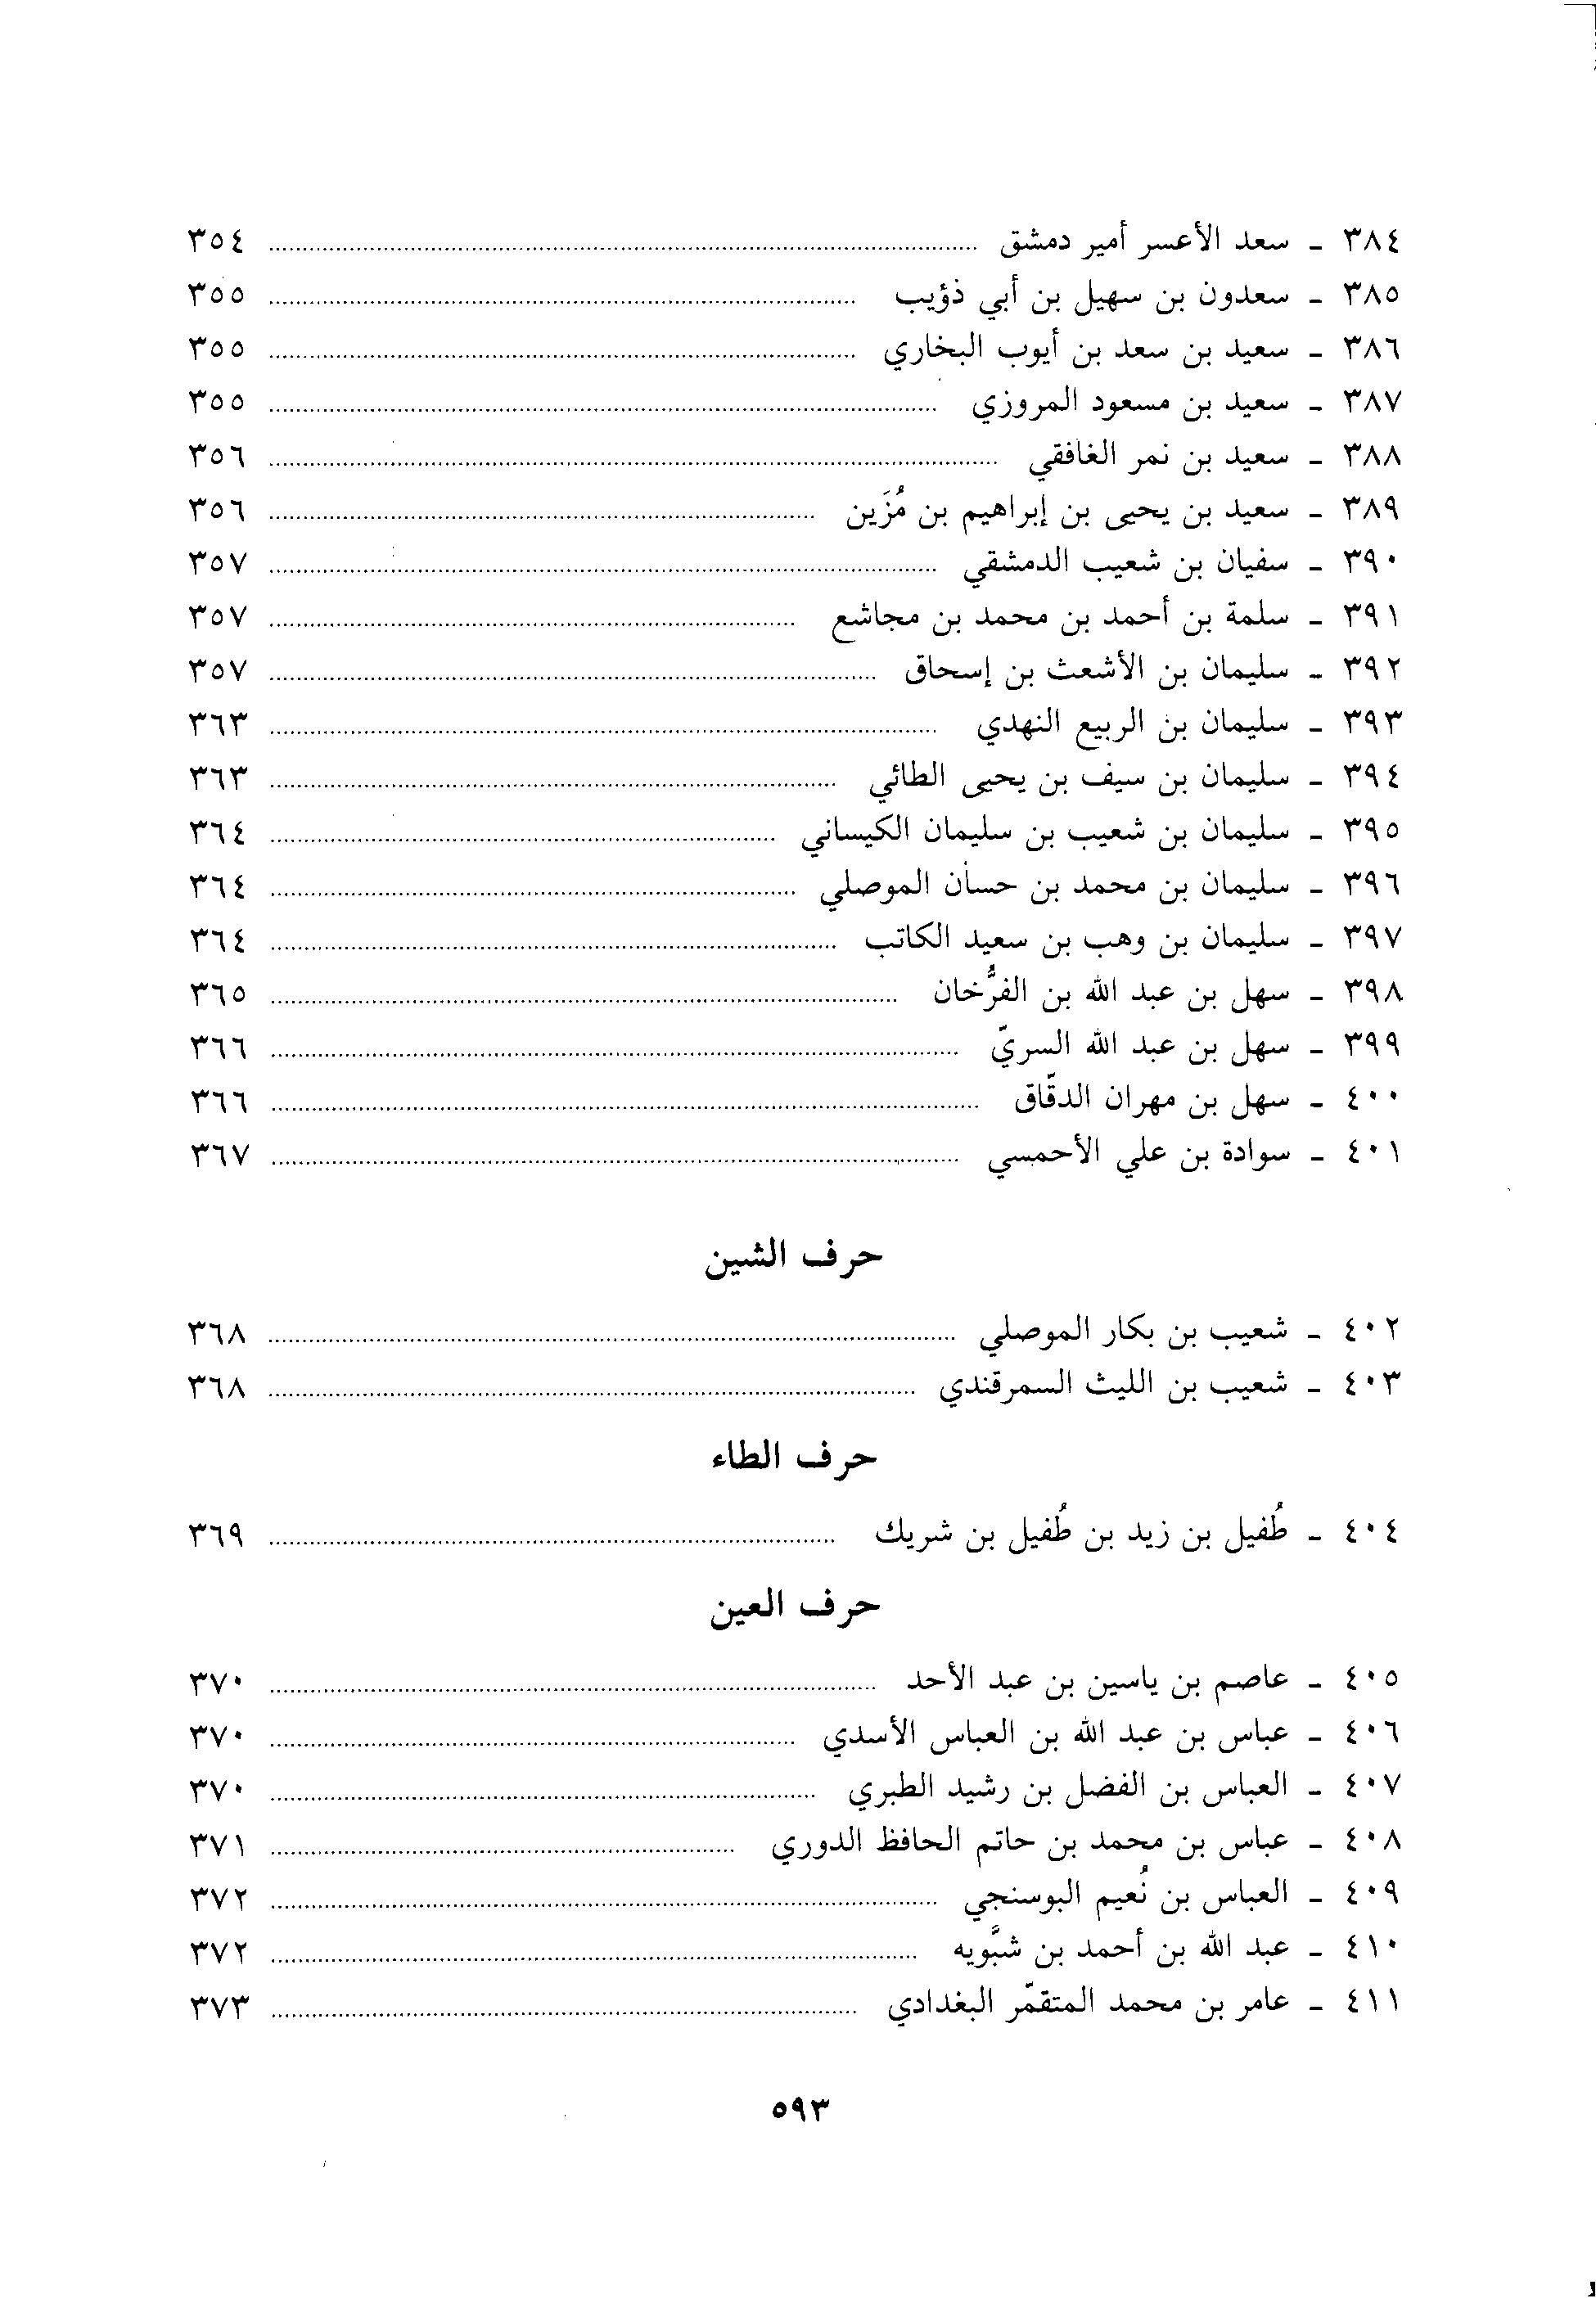 ٣٨٤ - سعد الأعسر أمير دمشق ........ ٣٥٤
٣٨٥ - سعدون بن سهيل بن أبي ذؤيب ........ ٣٥٥
٣٨٦ - سعيد بن سعد بن أيوب البخاري ........ ٣٥٥
٣٨٧ - سعيد بن مسعود المروزي ........ ٣٥٥
٣٨٨ - سعيد بن نمر الغافقي ........ ٣٥٦
٣٨٩ - سعيد بن يحيى بن إبراهيم بن مُزَين ........ ٣٥٦
٣٩٠ - سفيان بن شعيب الدمشقي ........ ٣٥٧
٣٩١ - سلمة بن أحمد بن محمد بن مجاشع ........ ٣٥٧
٣٩٢ - سليمان بن الأشعث بن إسحاق ........ ٣٥٧
٣٩٣ - سليمان بن الربيع النهدي ........ ٣٦٣
٣٩٤ - سليمان بن سيف بن يحيى الطائي ........ ٣٦٣
٣٩٥ - سليمان بن شعيب بن سليمان الكيساني ........ ٣٦٤
٣٩٦ - سليمان بن محمد بن حسان الموصلي ........ ٣٦٤
٣٩٧ - سليمان بن وهب بن سعيد الكاتب ........ ٣٦٤
٣٩٨ - سهل بن عبد الله بن الفرُّخان ........ ٣٦٥
٣٩٩ - سهل بن عبد الله السريّ ........ ٣٦٦
٤٠٠ - سهل بن مهران الدقّاق ........ ٣٦٦
٤٠١ - سوادة بن علي الأحمسي ........ ٣٦٧
حرف الشين
٤٠٢ - شعيب بن بكار الموصلي ........ ٣٦٨
٤٠٣ - شعيب بن الليث السمرقندي ........ ٣٦٨
حرف الطاء
٤٠٤ - طُفيل بن زيد بن طُفيل بن شريك ........ ٣٦٩
حرف العين
٤٠٥ - عاصم بن ياسين بن عبد الأحد ........ ٣٧٠
٤٠٦ - عباس بن عبد الله بن العباس الأسدي ........ ٣٧٠
٤٠٧ - العباس بن الفضل بن رشيد الطبري ........ ٣٧٠
٤٠٨ - عباس بن محمد بن حاتم الحافظ الدوري ........ ٣٧١
٤٠٩ - العباس بن نُعيم البوسنجي ........ ٣٧٢
٤١٠ - عبد الله بن أحمد بن شبَّويه ........ ٣٧٢
٤١١ - عامر بن محمد المتقمّر البغدادي ........ ٣٧٣
٥٩٣